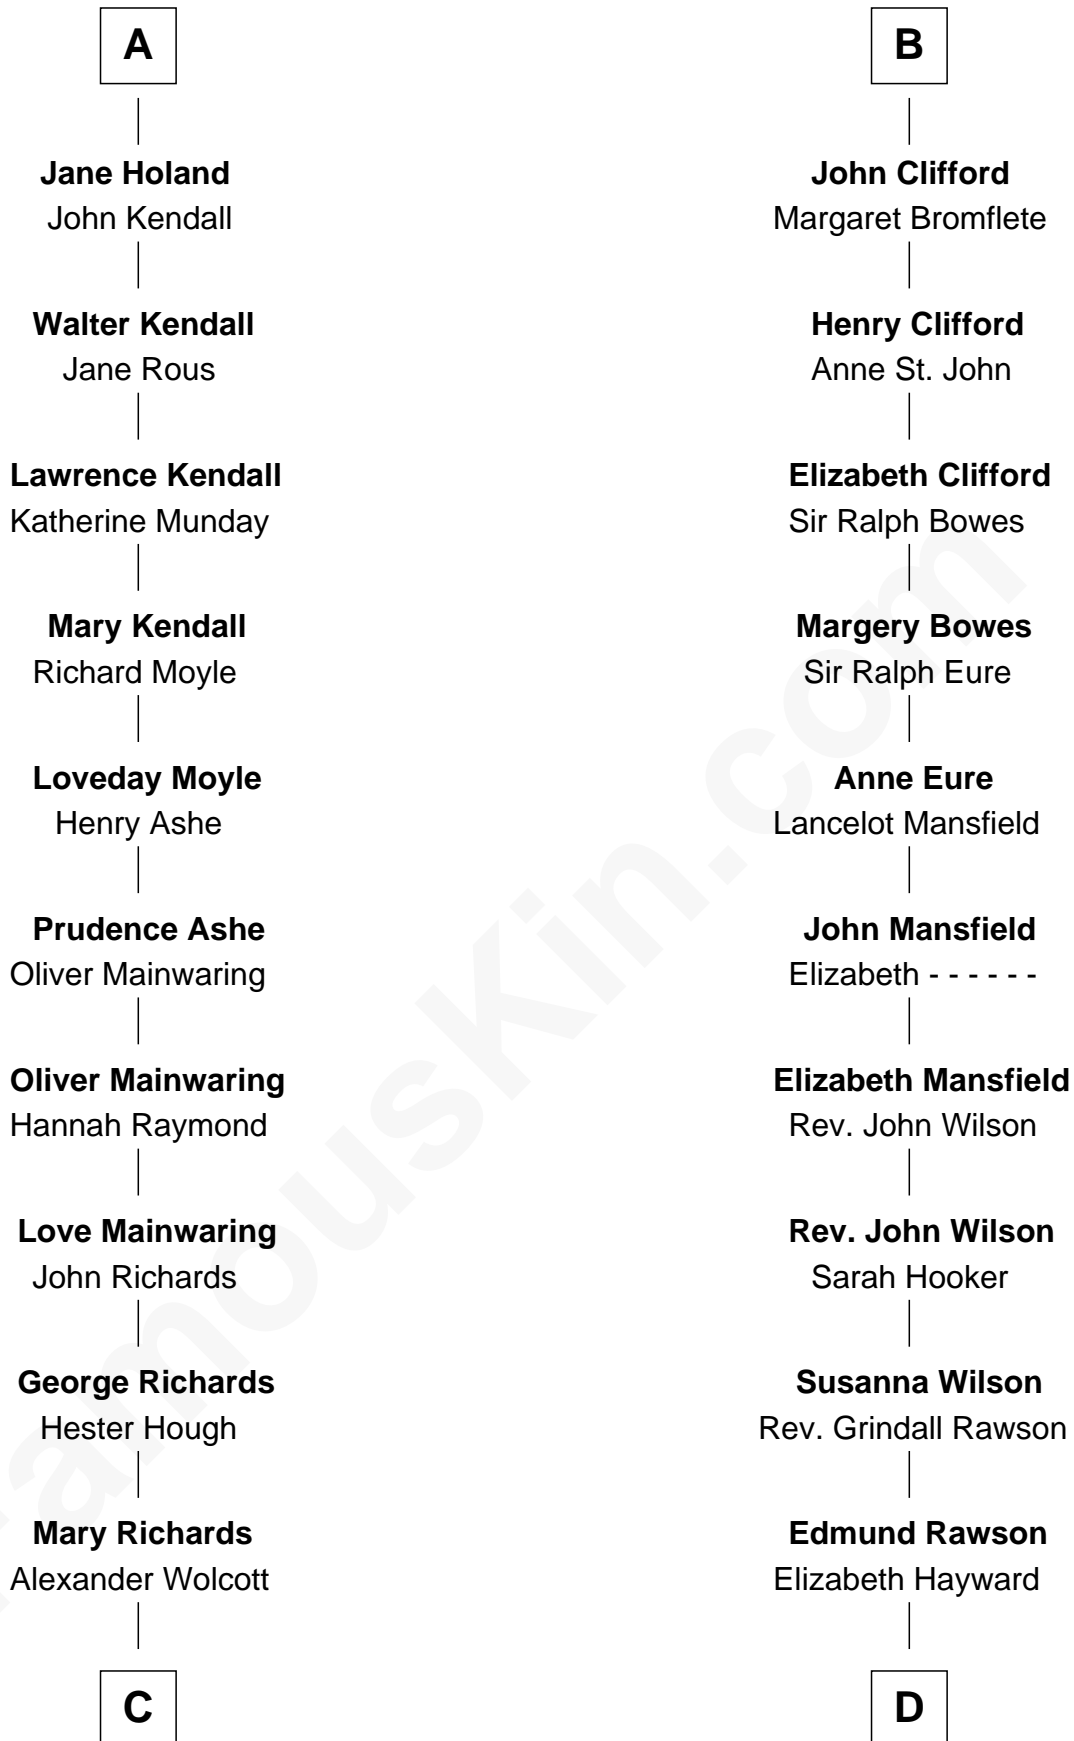 A
Jane Holand
John Kendall
Walter Kendall
Jane Rous
Lawrence Kendall
Katherine Munday
Mary Kendall
Richard Moyle
Loveday Moyle
Henry Ashe
Prudence Ashe
Oliver Mainwaring
Oliver Mainwaring
Hannah Raymond
Love Mainwaring
John Richards
George Richards
Hester Hough
Mary Richards
Alexander Wolcott
C
B
John Clifford
Margaret Bromflete
Henry Clifford
Anne St. John
Elizabeth Clifford
Sir Ralph Bowes
Margery Bowes
Sir Ralph Eure
Anne Eure
Lancelot Mansfield
John Mansfield
Elizabeth - - - - - -
Elizabeth Mansfield
Rev. John Wilson
Rev. John Wilson
Sarah Hooker
Susanna Wilson
Rev. Grindall Rawson
Edmund Rawson
Elizabeth Hayward
D
FamousKin.com